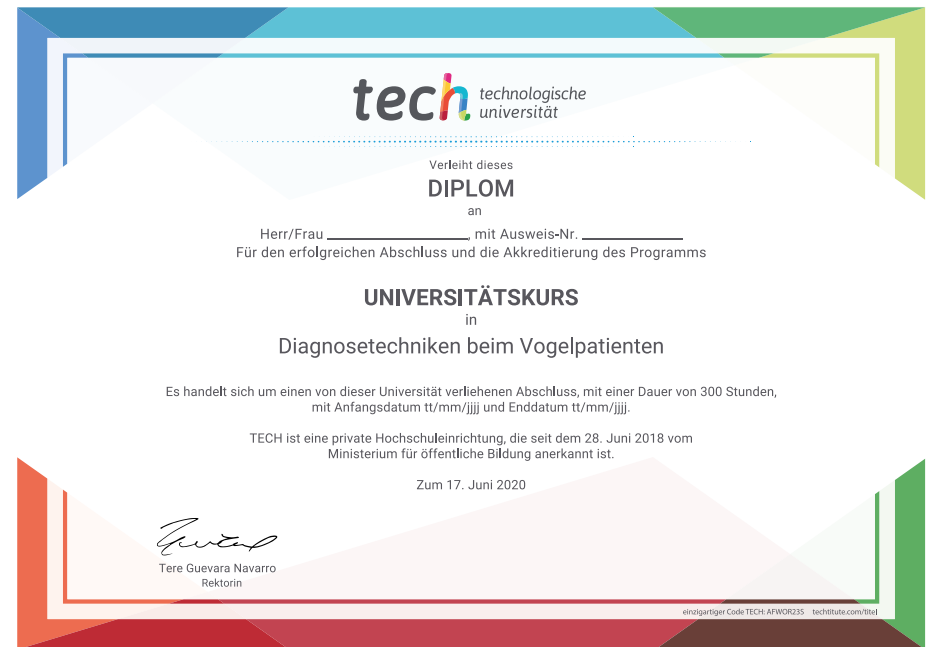 tech technologische
universität
Verleiht dieses
DIPLOM
an
Herr/Frau ____________________, mit Ausweis-Nr. ______________
Für den erfolgreichen Abschluss und die Akkreditierung des Programms
UNIVERSITÄTSKURS
in
Diagnosetechniken beim Vogelpatienten
Es handelt sich um einen von dieser Universität verliehenen Abschluss, mit einer Dauer von 300 Stunden,
mit Anfangsdatum tt/mm/jjjj und Enddatum tt/mm/jjjj.
TECH ist eine private Hochschuleinrichtung, die seit dem 28. Juni 2018 vom
Ministerium für öffentliche Bildung anerkannt ist.
Zum 17. Juni 2020
Tere Guevara Navarro
Rektorin
einzigartiger Code TECH: AFWOR23S techtitute.com/titel